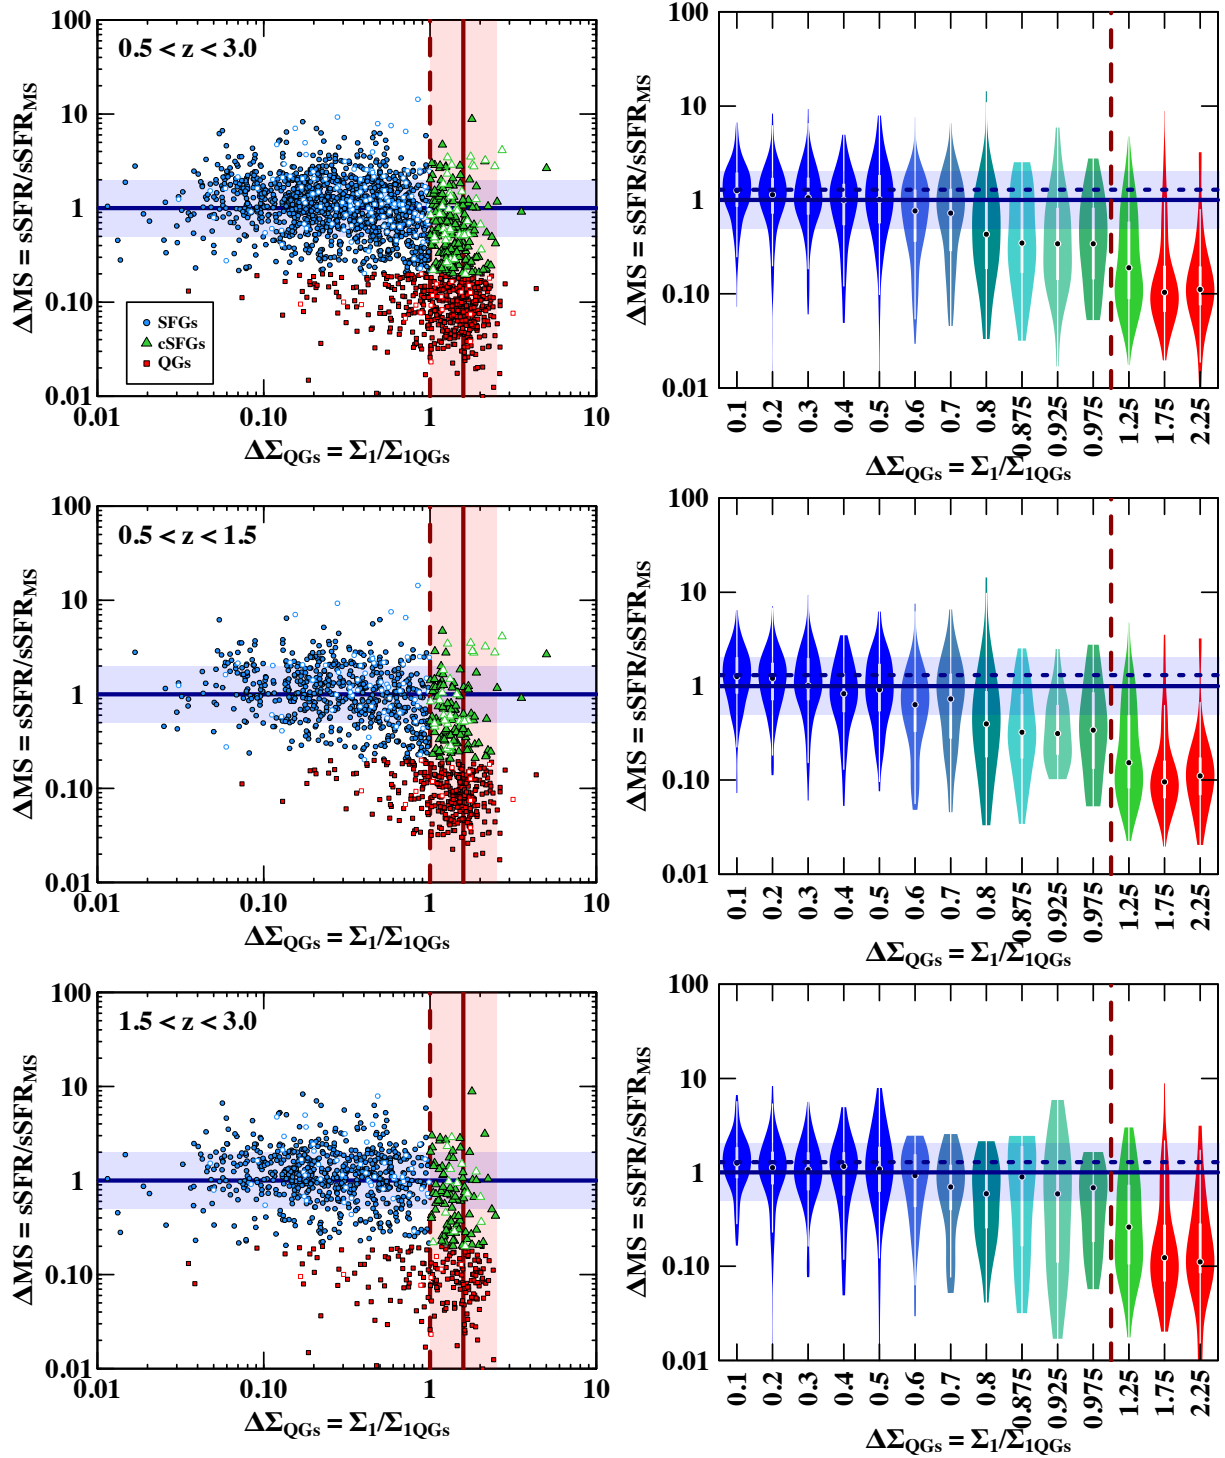 100
10
1
0.10
0.01
ΔMS = sSFR/sSFR_MS
0.5 < z < 3.0
SFGs
cSFGs
QGs
0.01 0.10 1 10
ΔΣ_QGs = Σ_1/Σ_1QGs
100
10
1
0.10
0.01
ΔMS = sSFR/sSFR_MS
0.1 0.2 0.3 0.4 0.5 0.6 0.7 0.8 0.875 0.925 0.975 1.25 1.75 2.25
ΔΣ_QGs = Σ_1/Σ_1QGs
100
10
1
0.10
0.01
ΔMS = sSFR/sSFR_MS
0.5 < z < 1.5
0.01 0.10 1 10
ΔΣ_QGs = Σ_1/Σ_1QGs
100
10
1
0.10
0.01
ΔMS = sSFR/sSFR_MS
0.1 0.2 0.3 0.4 0.5 0.6 0.7 0.8 0.875 0.925 0.975 1.25 1.75 2.25
ΔΣ_QGs = Σ_1/Σ_1QGs
100
10
1
0.10
0.01
ΔMS = sSFR/sSFR_MS
1.5 < z < 3.0
0.01 0.10 1 10
ΔΣ_QGs = Σ_1/Σ_1QGs
100
10
1
0.10
0.01
ΔMS = sSFR/sSFR_MS
0.1 0.2 0.3 0.4 0.5 0.6 0.7 0.8 0.875 0.925 0.975 1.25 1.75 2.25
ΔΣ_QGs = Σ_1/Σ_1QGs